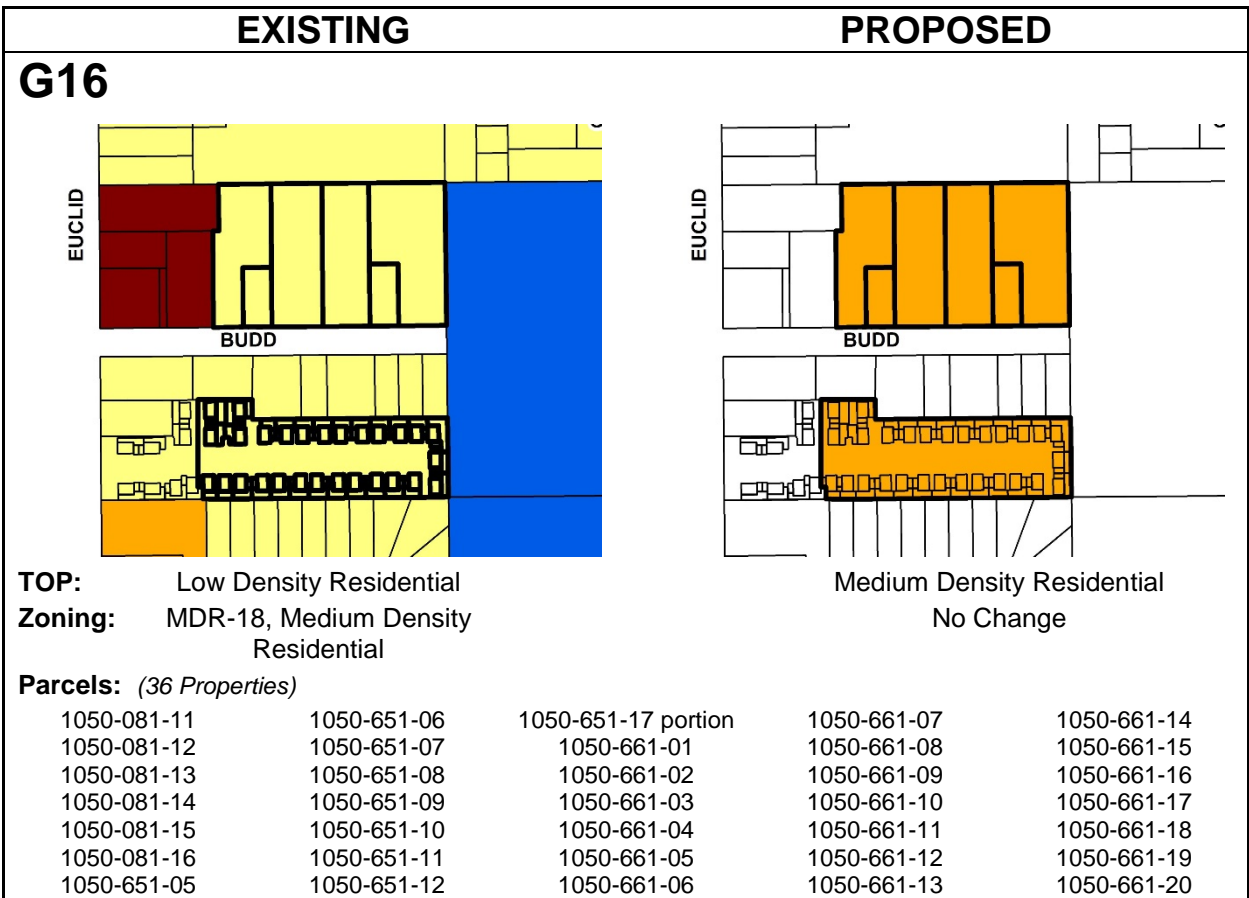 EXISTING PROPOSED
G16
EUCLID
BUDD
EUCLID
BUDD
TOP: Low Density Residential Medium Density Residential
Zoning: MDR-18, Medium Density No Change
Residential
Parcels: (36 Properties)
1050-081-11 1050-651-06 1050-651-17 portion 1050-661-07 1050-661-14
1050-081-12 1050-651-07 1050-661-01 1050-661-08 1050-661-15
1050-081-13 1050-651-08 1050-661-02 1050-661-09 1050-661-16
1050-081-14 1050-651-09 1050-661-03 1050-661-10 1050-661-17
1050-081-15 1050-651-10 1050-661-04 1050-661-11 1050-661-18
1050-081-16 1050-651-11 1050-661-05 1050-661-12 1050-661-19
1050-651-05 1050-651-12 1050-661-06 1050-661-13 1050-661-20